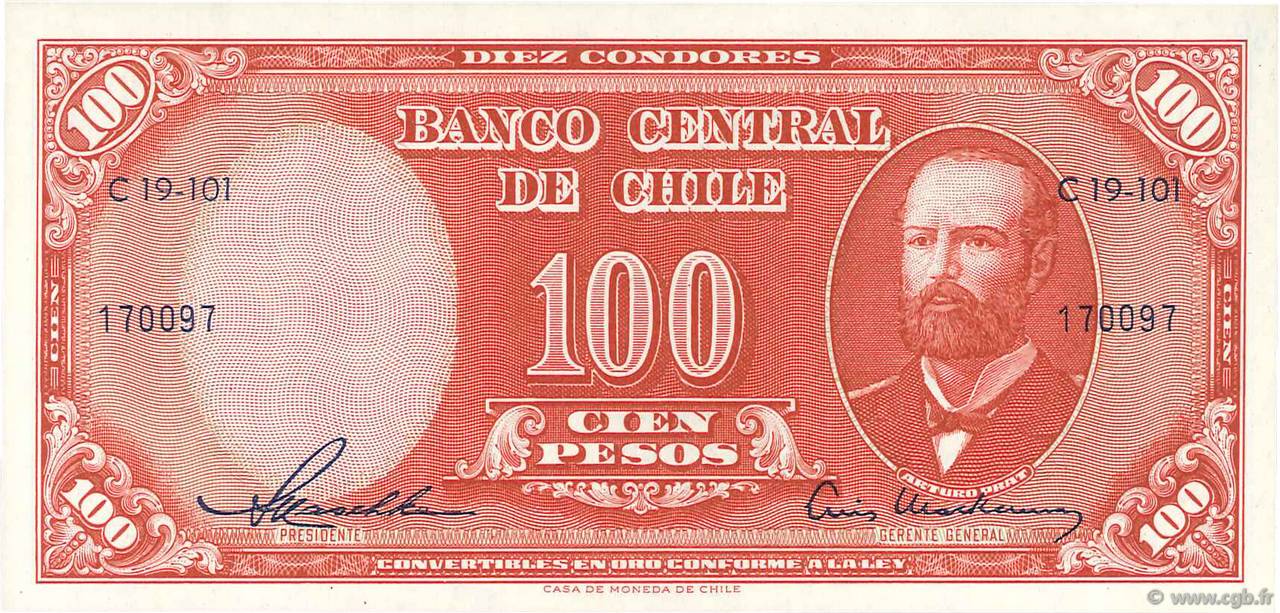 DIEZ CONDORES
100
100
BANCO CENTRAL
DE CHILE
C 19-101
C 19-101
100
170097
170097
CIEN
CIEN
CIEN
PESOS
ARTURO PRAT
100
100
PRESIDENTE
GERENTE GENERAL
CONVERTIBLES EN ORO CONFORME A LA LEY
CASA DE MONEDA DE CHILE
© www.cgb.fr